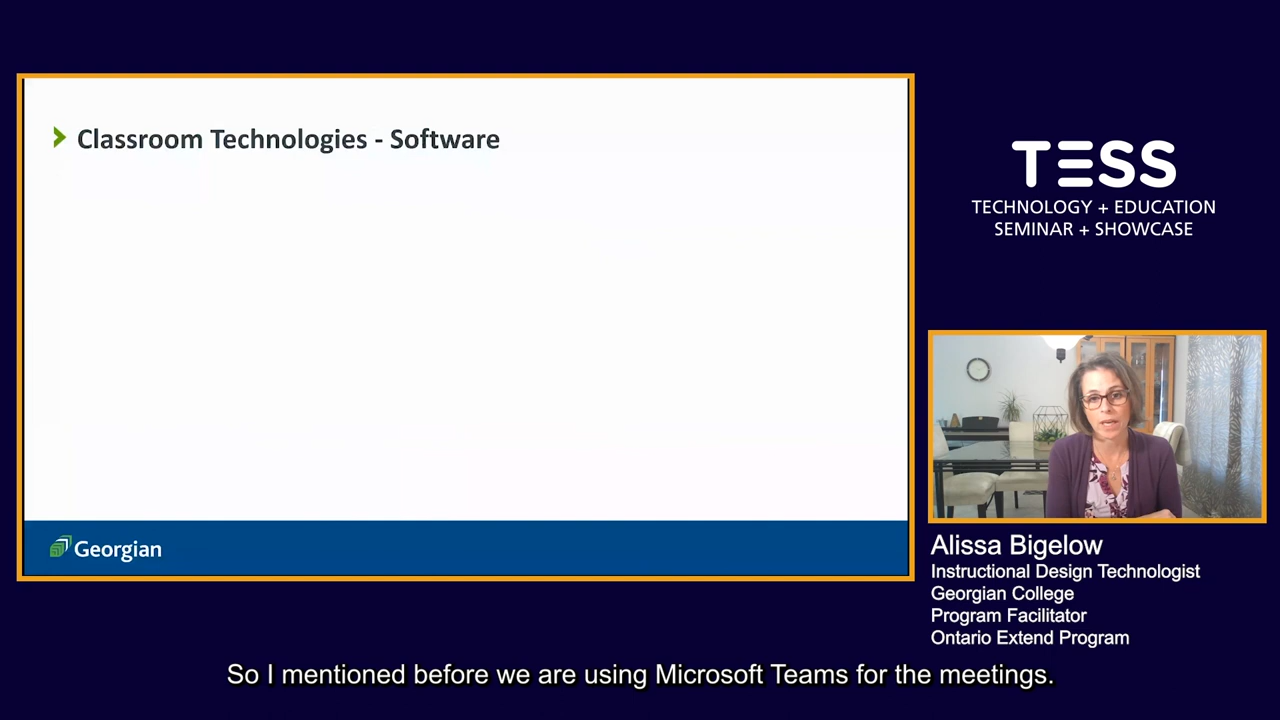 Classroom Technologies - Software
Georgian
TESS
TECHNOLOGY + EDUCATION
SEMINAR + SHOWCASE
Alissa Bigelow
Instructional Design Technologist
Georgian College
Program Facilitator
Ontario Extend Program
So I mentioned before we are using Microsoft Teams for the meetings.